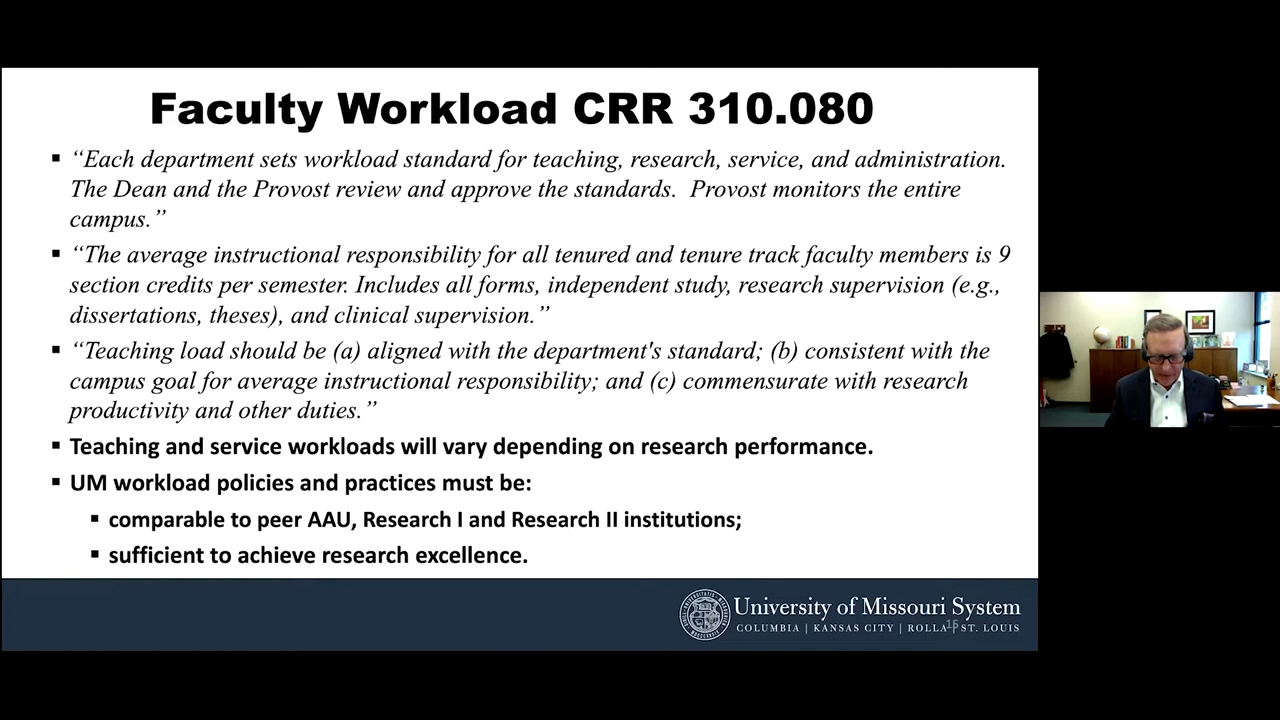 Faculty Workload CRR 310.080
▪ “Each department sets workload standard for teaching, research, service, and administration.
The Dean and the Provost review and approve the standards.  Provost monitors the entire
campus.”
▪ “The average instructional responsibility for all tenured and tenure track faculty members is 9
section credits per semester. Includes all forms, independent study, research supervision (e.g.,
dissertations, theses), and clinical supervision.”
▪ “Teaching load should be (a) aligned with the department's standard; (b) consistent with the
campus goal for average instructional responsibility; and (c) commensurate with research
productivity and other duties.”
▪ Teaching and service workloads will vary depending on research performance.
▪ UM workload policies and practices must be:
▪ comparable to peer AAU, Research I and Research II institutions;
▪ sufficient to achieve research excellence.
University of Missouri System
COLUMBIA | KANSAS CITY | ROLLA | ST. LOUIS
15